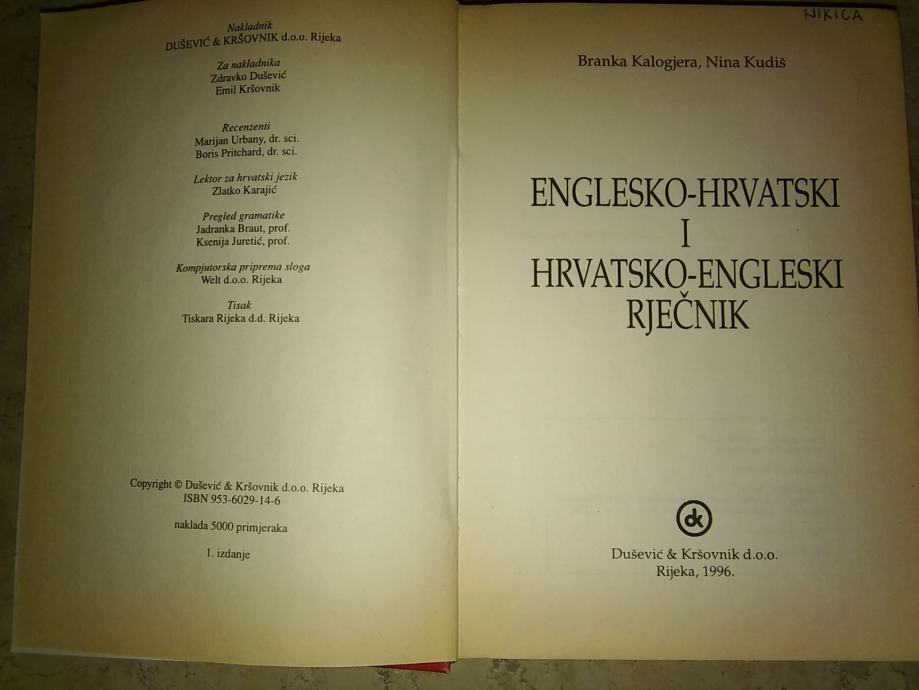 Nakladnik
DUŠEVIĆ & KRŠOVNIK d.o.o. Rijeka
Za nakladnika
Zdravko Dušević
Emil Kršovnik
Recenzenti
Marijan Urbany, dr. sci.
Boris Pritchard, dr. sci.
Lektor za hrvatski jezik
Zlatko Karajić
Pregled gramatike
Jadranka Braut, prof.
Ksenija Juretić, prof.
Kompjutorska priprema sloga
Welt d.o.o. Rijeka
Tisak
Tiskara Rijeka d.d. Rijeka
Copyright © Dušević & Kršovnik d.o.o. Rijeka
ISBN 953-6029-14-6
naklada 5000 primjeraka
1. izdanje
NIKICA
Branka Kalogjera, Nina Kudiš
ENGLESKO-HRVATSKI
I
HRVATSKO-ENGLESKI
RJEČNIK
dk
Dušević & Kršovnik d.o.o.
Rijeka, 1996.